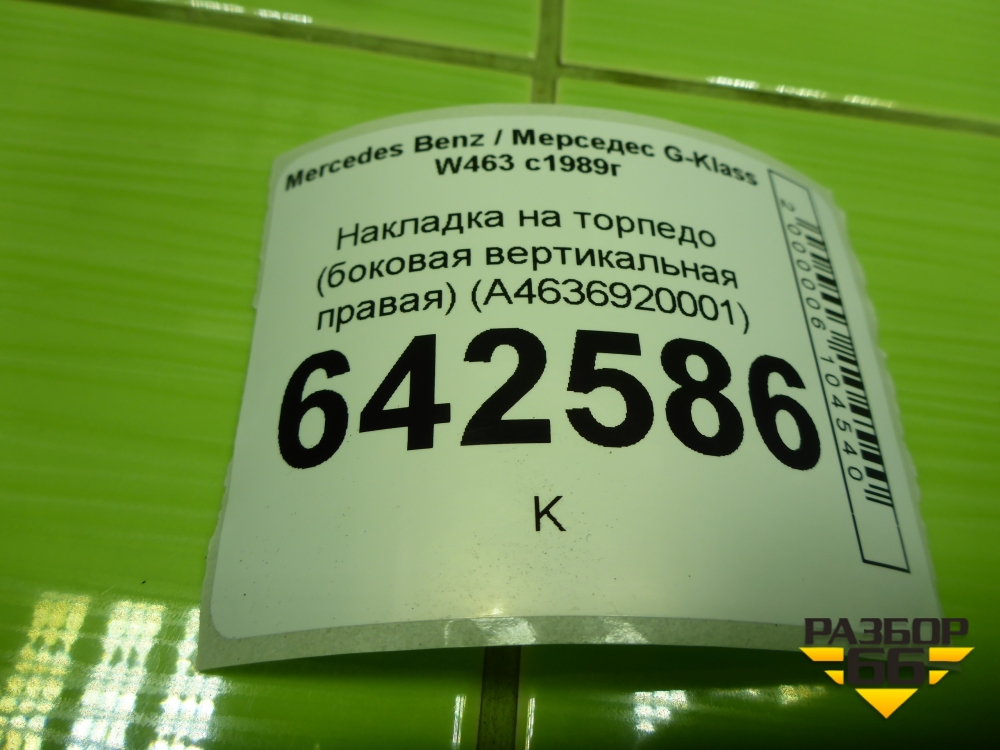 Mercedes Benz / Мерседес G-Klass
W463 с1989г
Накладка на торпедо
(боковая вертикальная
правая) (A4636920001)
642586
К
2000006104540
РАЗБОР
66